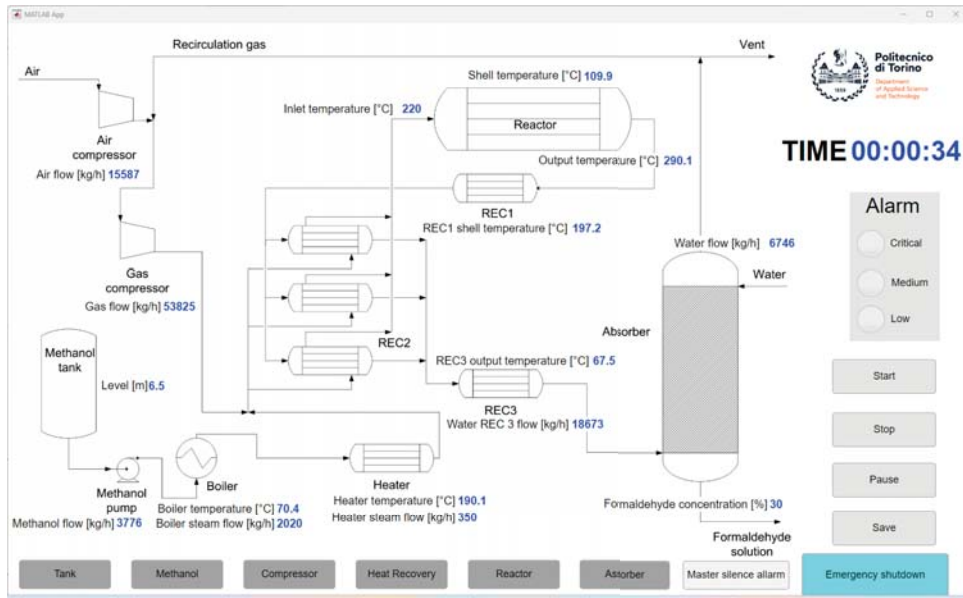 MATLAB App
Recirculation gas
Vent
Air
Shell temperature [°C] 109.9
Politecnico
di Torino
Department
of Applied Science
and Technology
Inlet temperature [°C] 220
Reactor
Air
compressor
Air flow [kg/h] 15587
TIME 00:00:34
Output temperature [°C] 290.1
REC1
REC1 shell temperature [°C] 197.2
Alarm
Critical
Medium
Low
Water flow [kg/h] 6746
Water
Gas
compressor
Gas flow [kg/h] 53825
REC2
Absorber
Methanol
tank
Level [m] 6.5
REC3 output temperature [°C] 67.5
REC3
Water REC 3 flow [kg/h] 18673
Start
Stop
Pause
Save
Boiler
Methanol
pump
Methanol flow [kg/h] 3776
Boiler temperature [°C] 70.4
Boiler steam flow [kg/h] 2020
Heater
Heater temperature [°C] 190.1
Heater steam flow [kg/h] 350
Formaldehyde concentration [%] 30
Formaldehyde
solution
Tank
Methanol
Compressor
Heat Recovery
Reactor
Astorber
Master silence allarm
Emergency shutdown